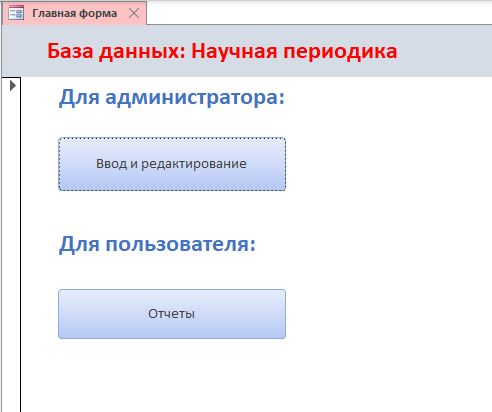 Главная форма
База данных: Научная периодика
Для администратора:
Ввод и редактирование
Для пользователя:
Отчеты